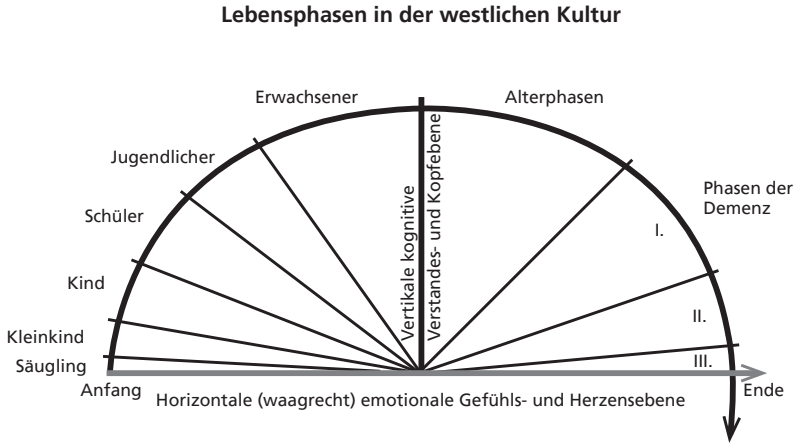 Lebensphasen in der westlichen Kultur
Erwachsener
Alterphasen
Jugendlicher
Schüler
Kind
Kleinkind
Säugling
Anfang
Vertikale kognitive
Verstandes- und Kopfebene
Phasen der
Demenz
I.
II.
III.
Ende
Horizontale (waagrecht) emotionale Gefühls- und Herzensebene